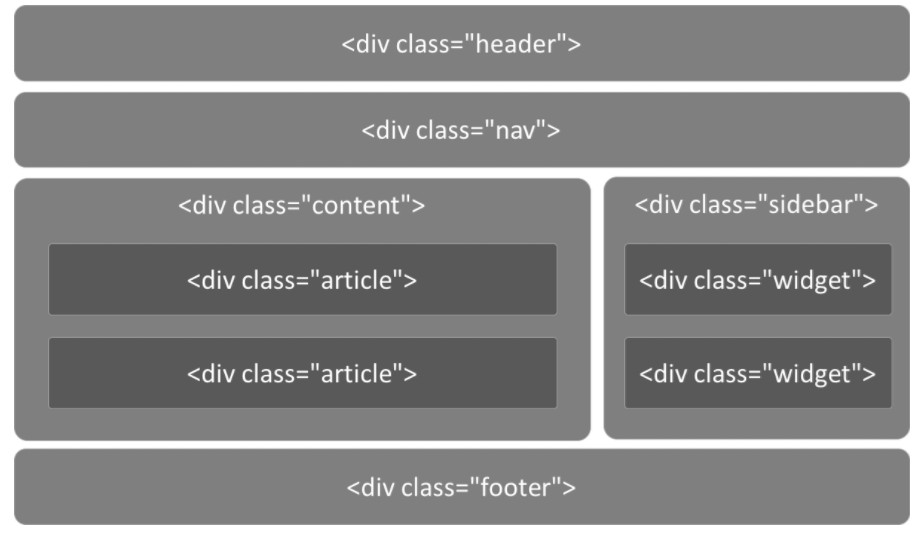 <div class="header">
<div class="nav">
<div class="content">
<div class="article">
<div class="article">
<div class="sidebar">
<div class="widget">
<div class="widget">
<div class="footer">